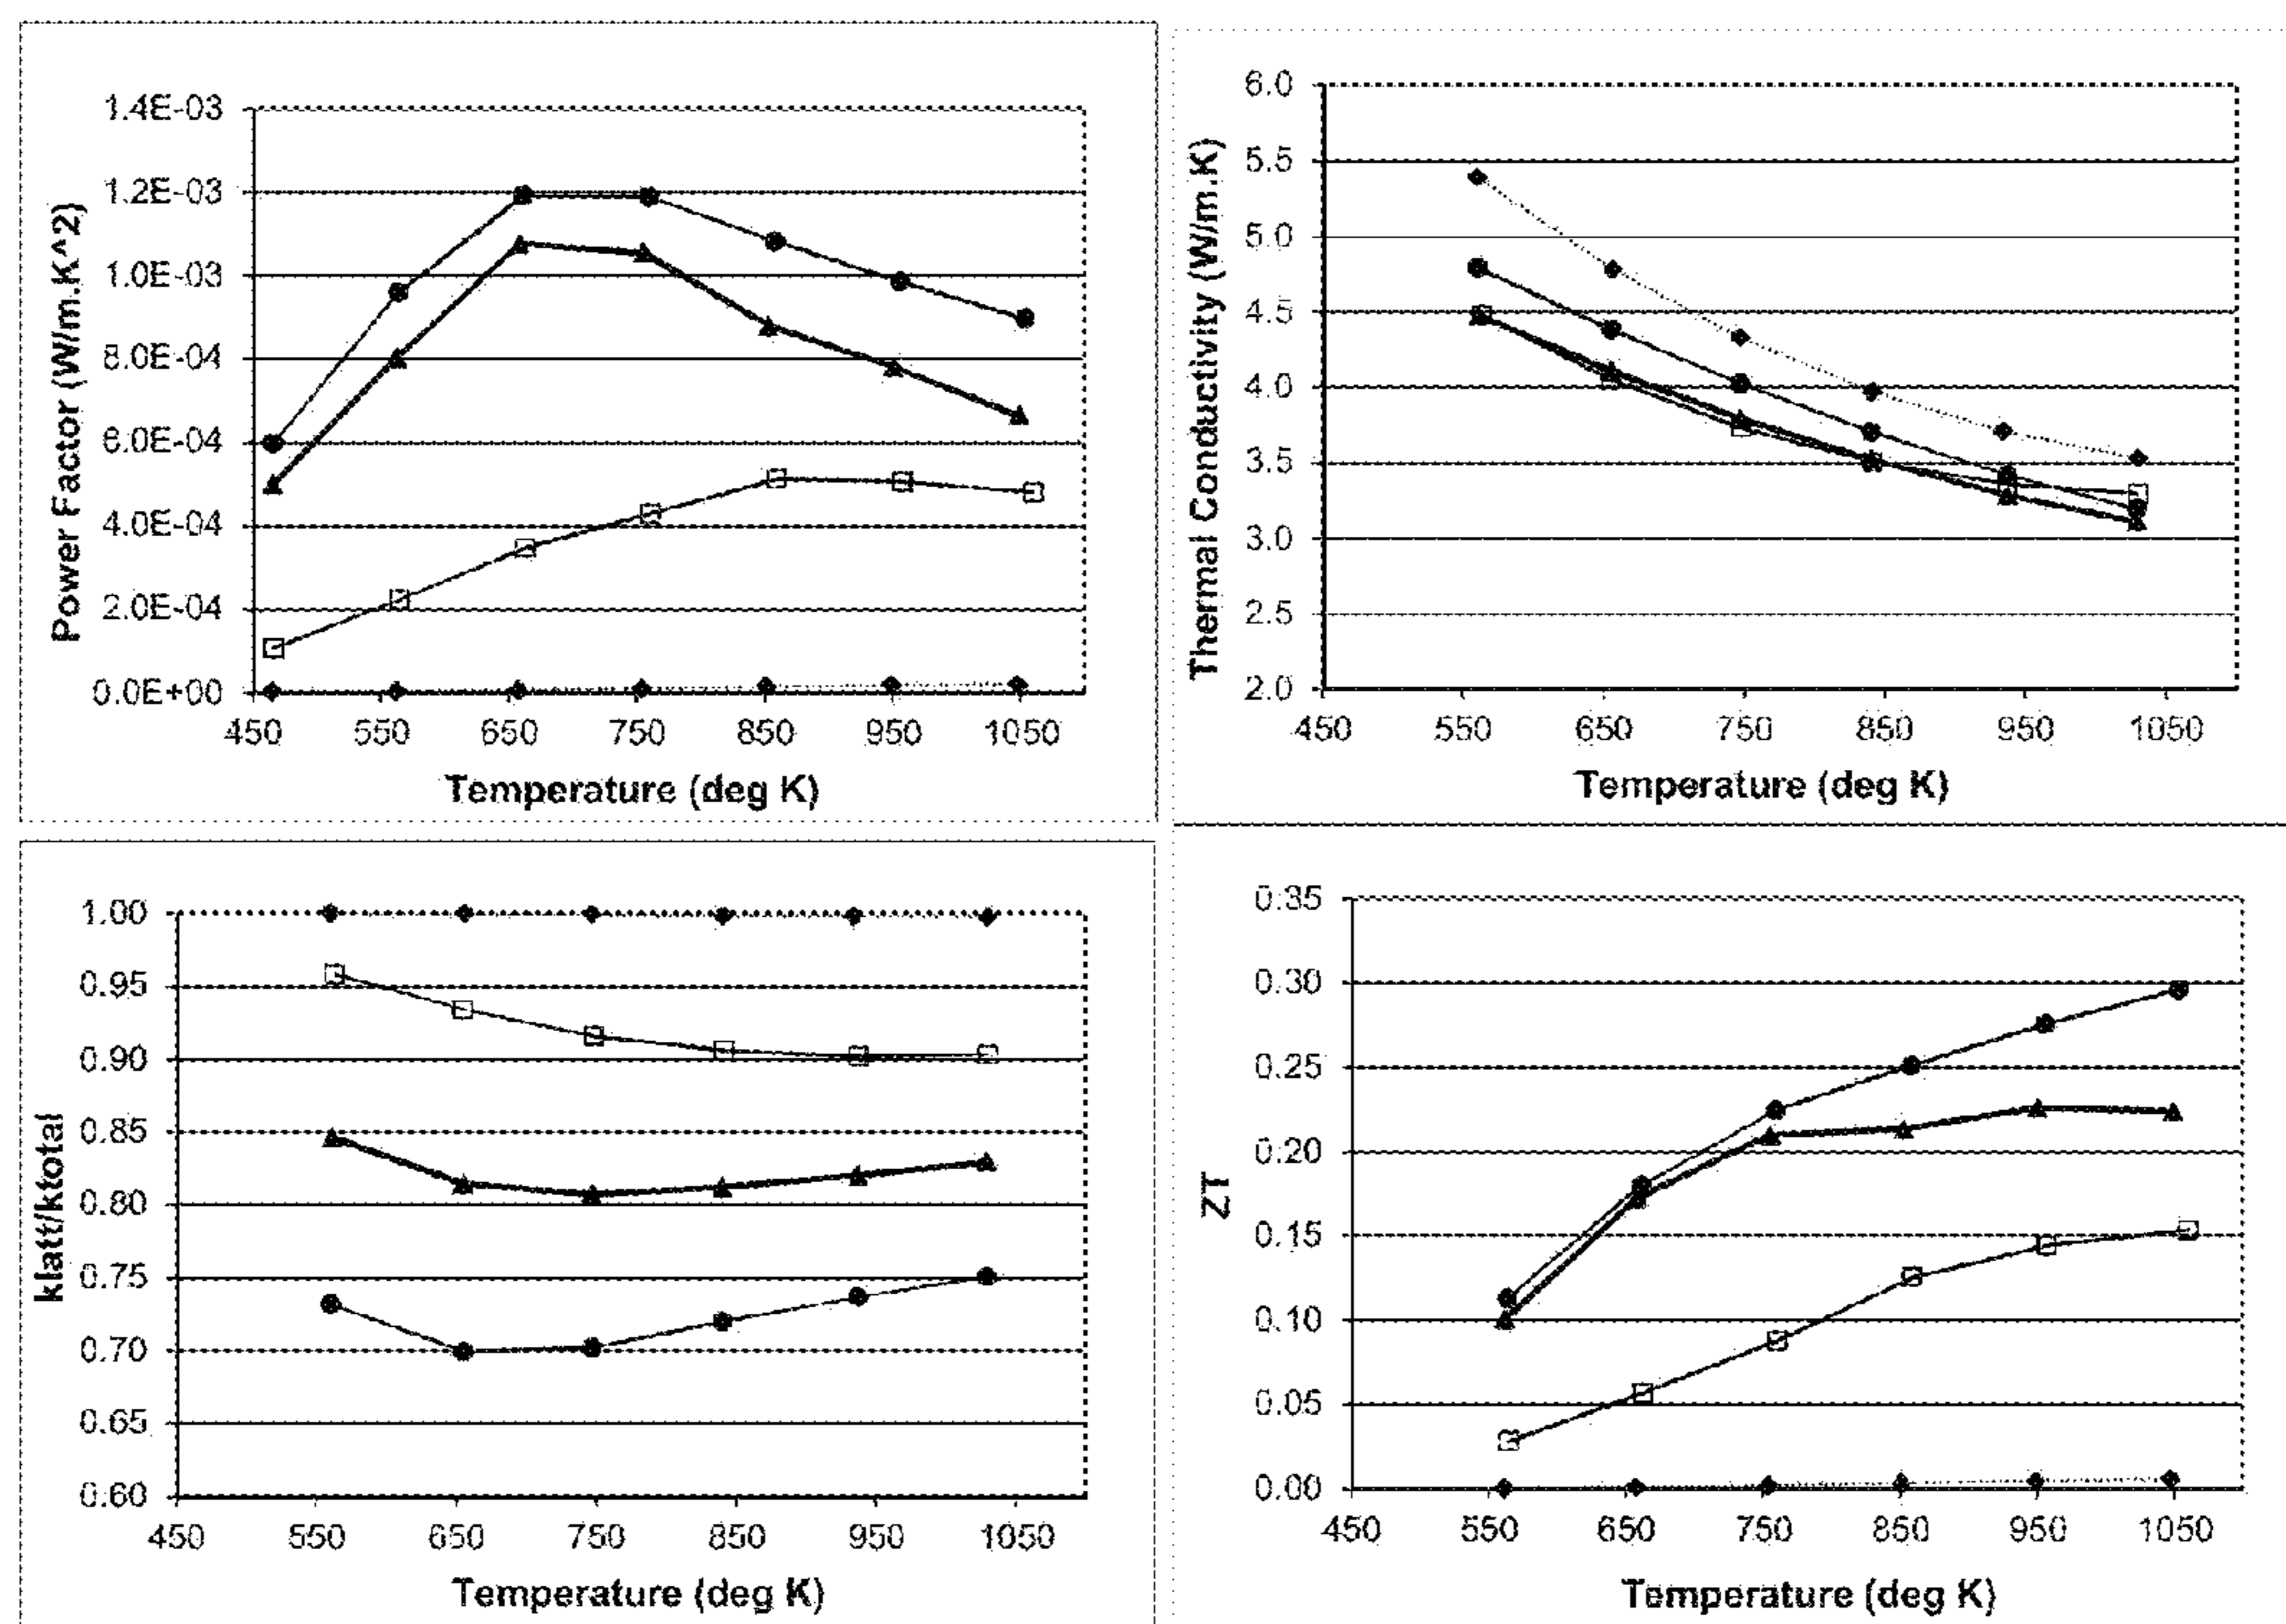 Power Factor (W/m.K^2)
1.4E-03
1.2E-03
1.0E-03
8.0E-04
6.0E-04
4.0E-04
2.0E-04
0.0E+00
450 550 650 750 850 950 1050
Temperature (deg K)
Thermal Conductivity (W/m.K)
6.0
5.5
5.0
4.5
4.0
3.5
3.0
2.5
2.0
450 550 650 750 850 950 1050
Temperature (deg K)
klatt/ktotal
1.00
0.95
0.90
0.85
0.80
0.75
0.70
0.65
0.60
450 550 650 750 850 950 1050
Temperature (deg K)
ZT
0.35
0.30
0.25
0.20
0.15
0.10
0.05
0.00
450 550 650 750 850 950 1050
Temperature (deg K)